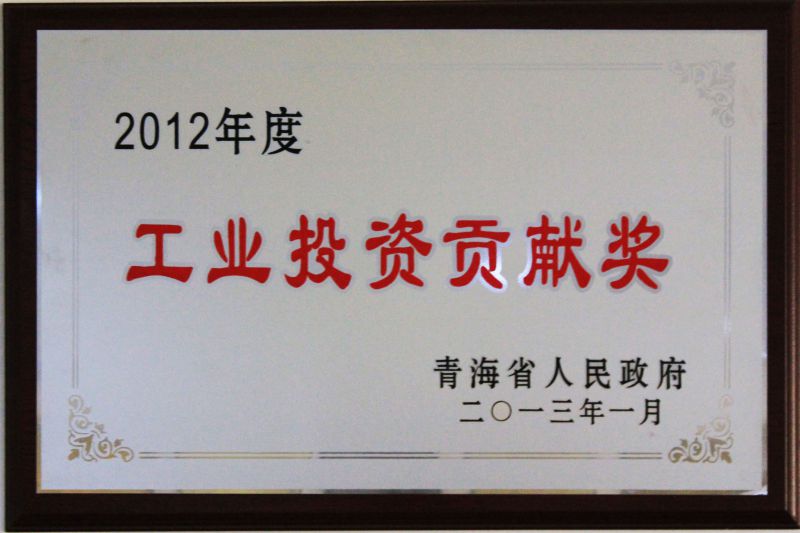 2012年度
工业投资贡献奖
青海省人民政府
二〇一三年一月